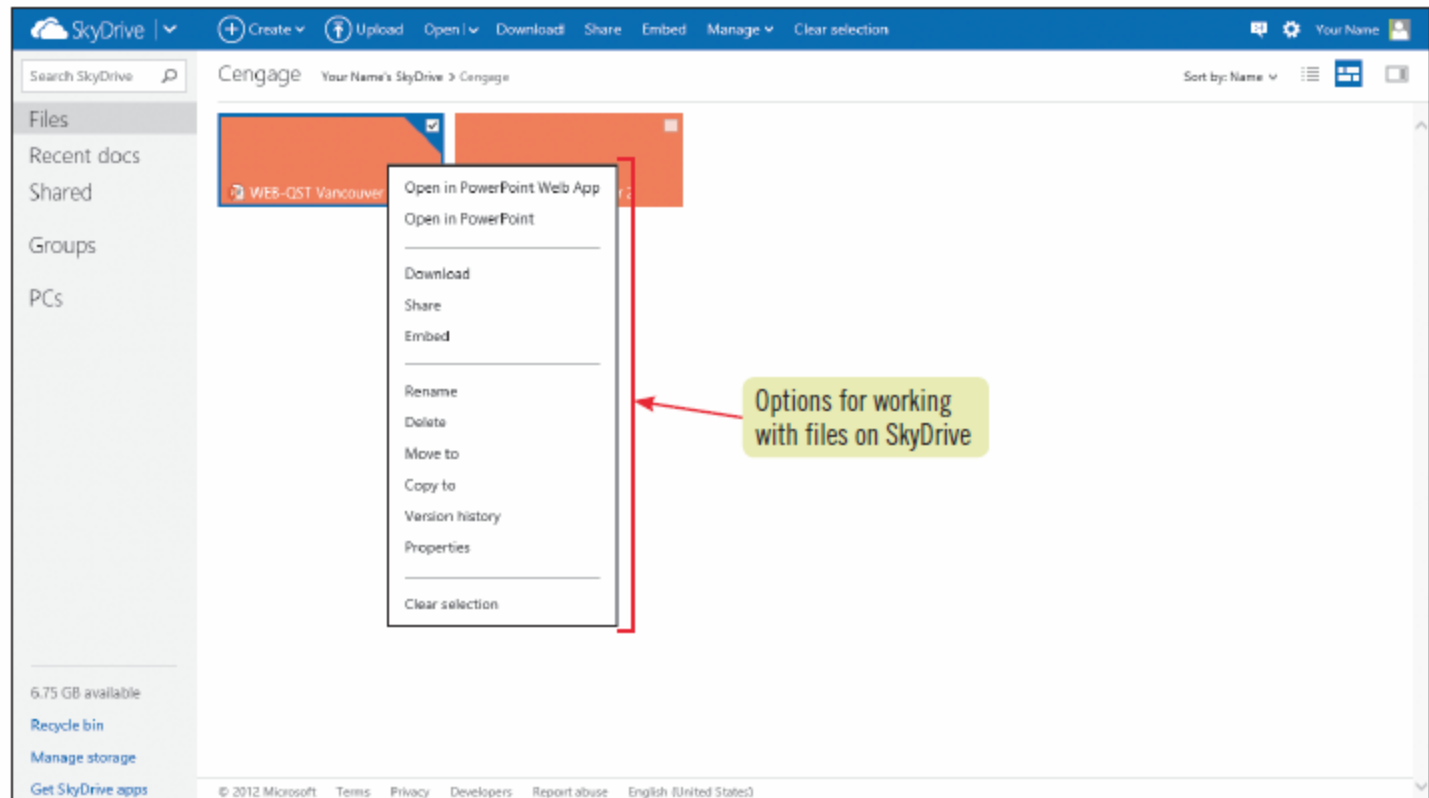 SkyDrive Create Upload Open Download Share Embed Manage Clear selection Your Name
Search SkyDrive
Cengage Your Name's SkyDrive > Cengage
Sort by: Name
Files
Recent docs
Shared
Groups
PCs
WEB-QST Vancouver
r 2
Open in PowerPoint Web App
Open in PowerPoint
Download
Share
Embed
Rename
Delete
Move to
Copy to
Version history
Properties
Clear selection
Options for working
with files on SkyDrive
6.75 GB available
Recycle bin
Manage storage
Get SkyDrive apps
© 2012 Microsoft Terms Privacy Developers Report abuse English (United States)